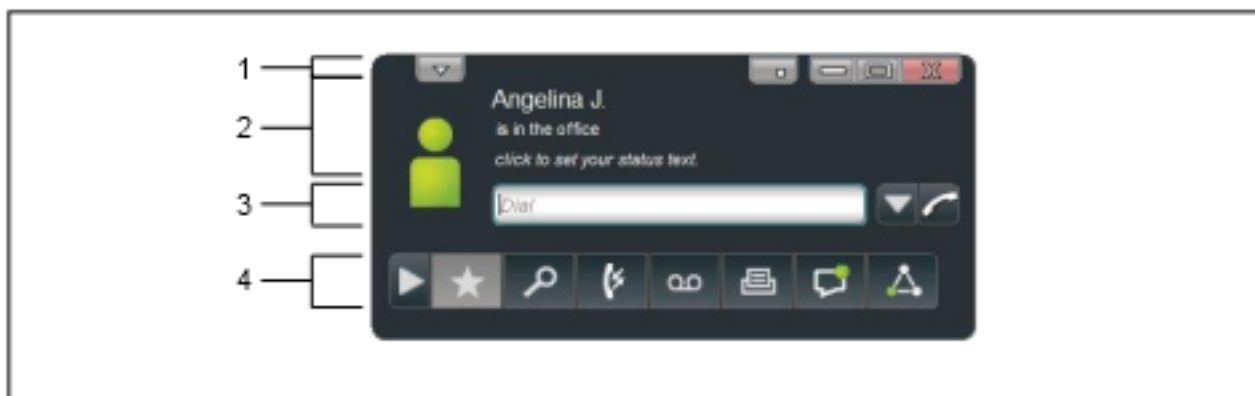 1
2
3
4
Angelina J.
is in the office
click to set your status text.
Dial